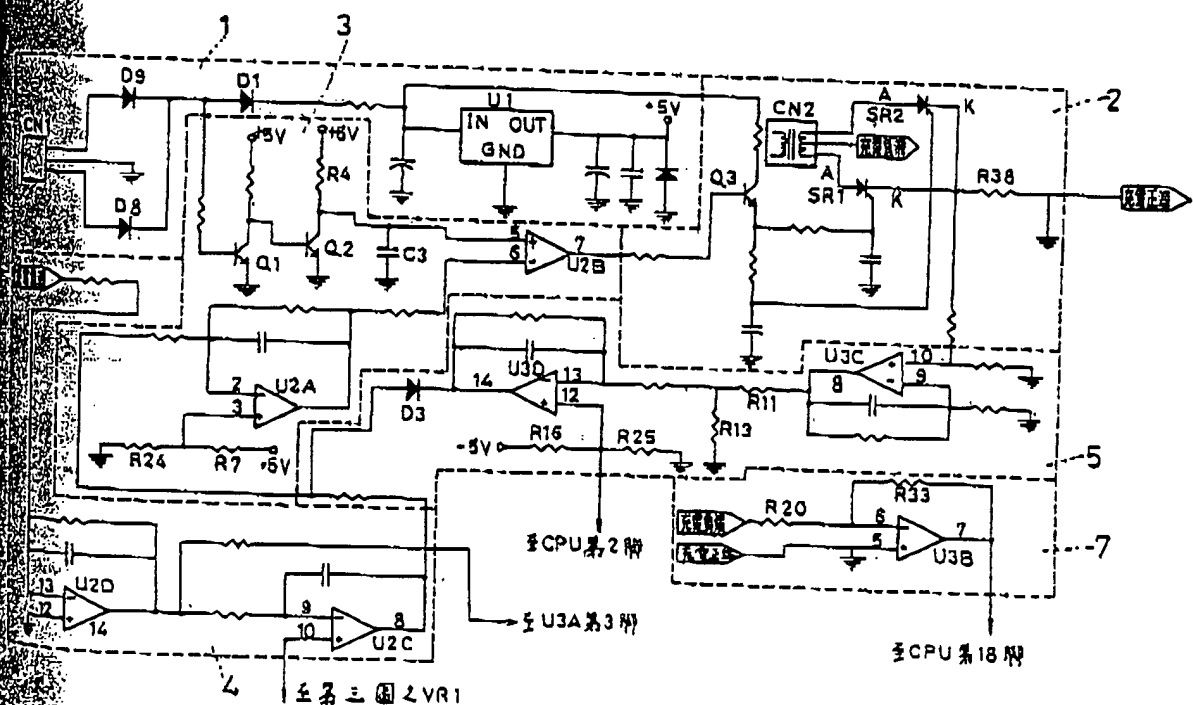 1
3
2
D9
D1
CN1
+5V
+5V
U1
IN OUT
GND
+5V
CN2
A
SR2
K
R4
Q3
A
SR1
K
R38
D8
Q1
Q2
C3
5
6
7
U2B
2
3
U2A
R24
R7
+5V
D3
14
U3D
13
12
R11
R13
U3C
8
10
9
-5V
R16
R25
5
至CPU第2腳
R20
R33
6
5
7
U3B
7
U2D
13
12
14
9
10
8
U2C
至U3A第3腳
至CPU第18腳
4
至第三圖之VR1